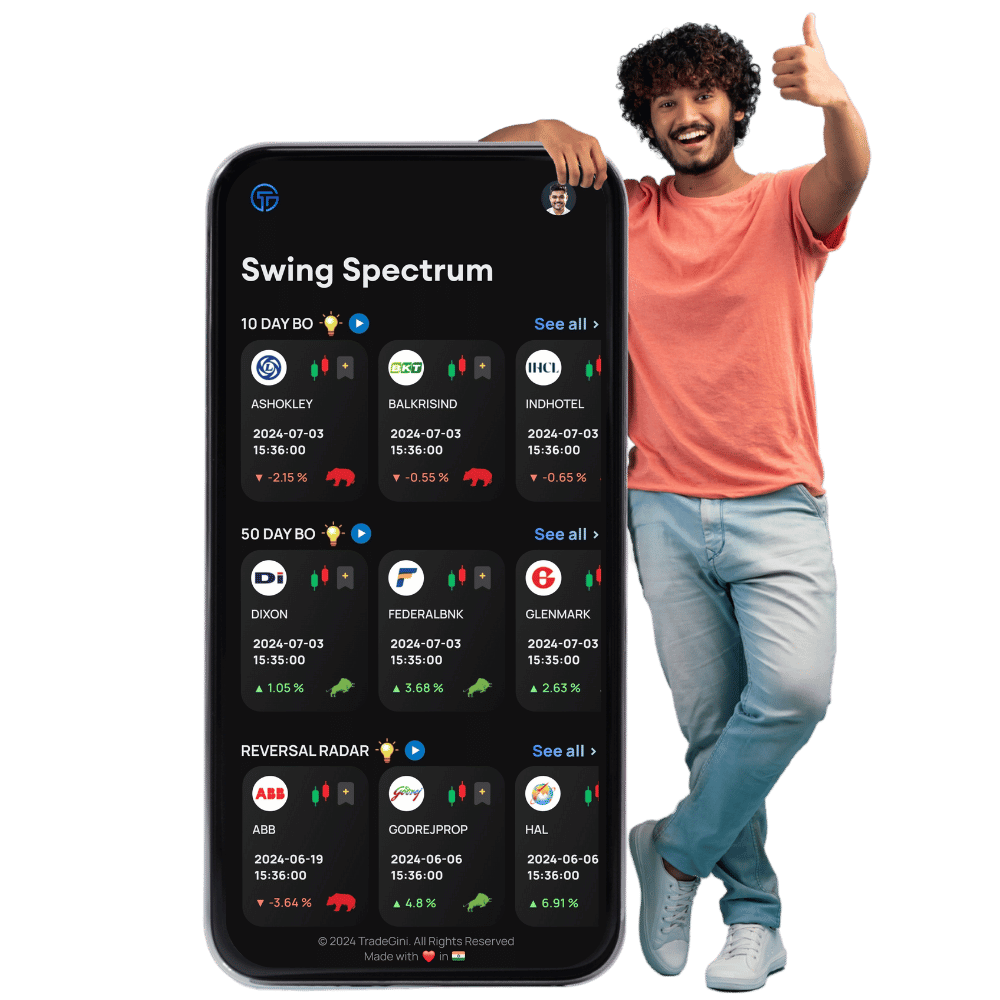 Swing Spectrum
10 DAY BO
See all ›
BKT
IHCL
ASHOKLEY
BALKRISIND
INDHOTEL
2024-07-03
15:36:00
2024-07-03
15:36:00
2024-07-03
15:36:00
▼ -2.15 %
▼ -0.55 %
▼ -0.65 %
50 DAY BO
See all ›
Di
DIXON
FEDERALBNK
GLENMARK
2024-07-03
15:35:00
2024-07-03
15:35:00
2024-07-03
15:35:00
▲ 1.05 %
▲ 3.68 %
▲ 2.63 %
REVERSAL RADAR
See all ›
ABB
Godrej
ABB
GODREJPROP
HAL
2024-06-19
15:36:00
2024-06-06
15:36:00
2024-06-06
15:36:00
▼ -3.64 %
▲ 4.8 %
▲ 6.91 %
© 2024 TradeGini. All Rights Reserved
Made with ❤️ in 🇮🇳